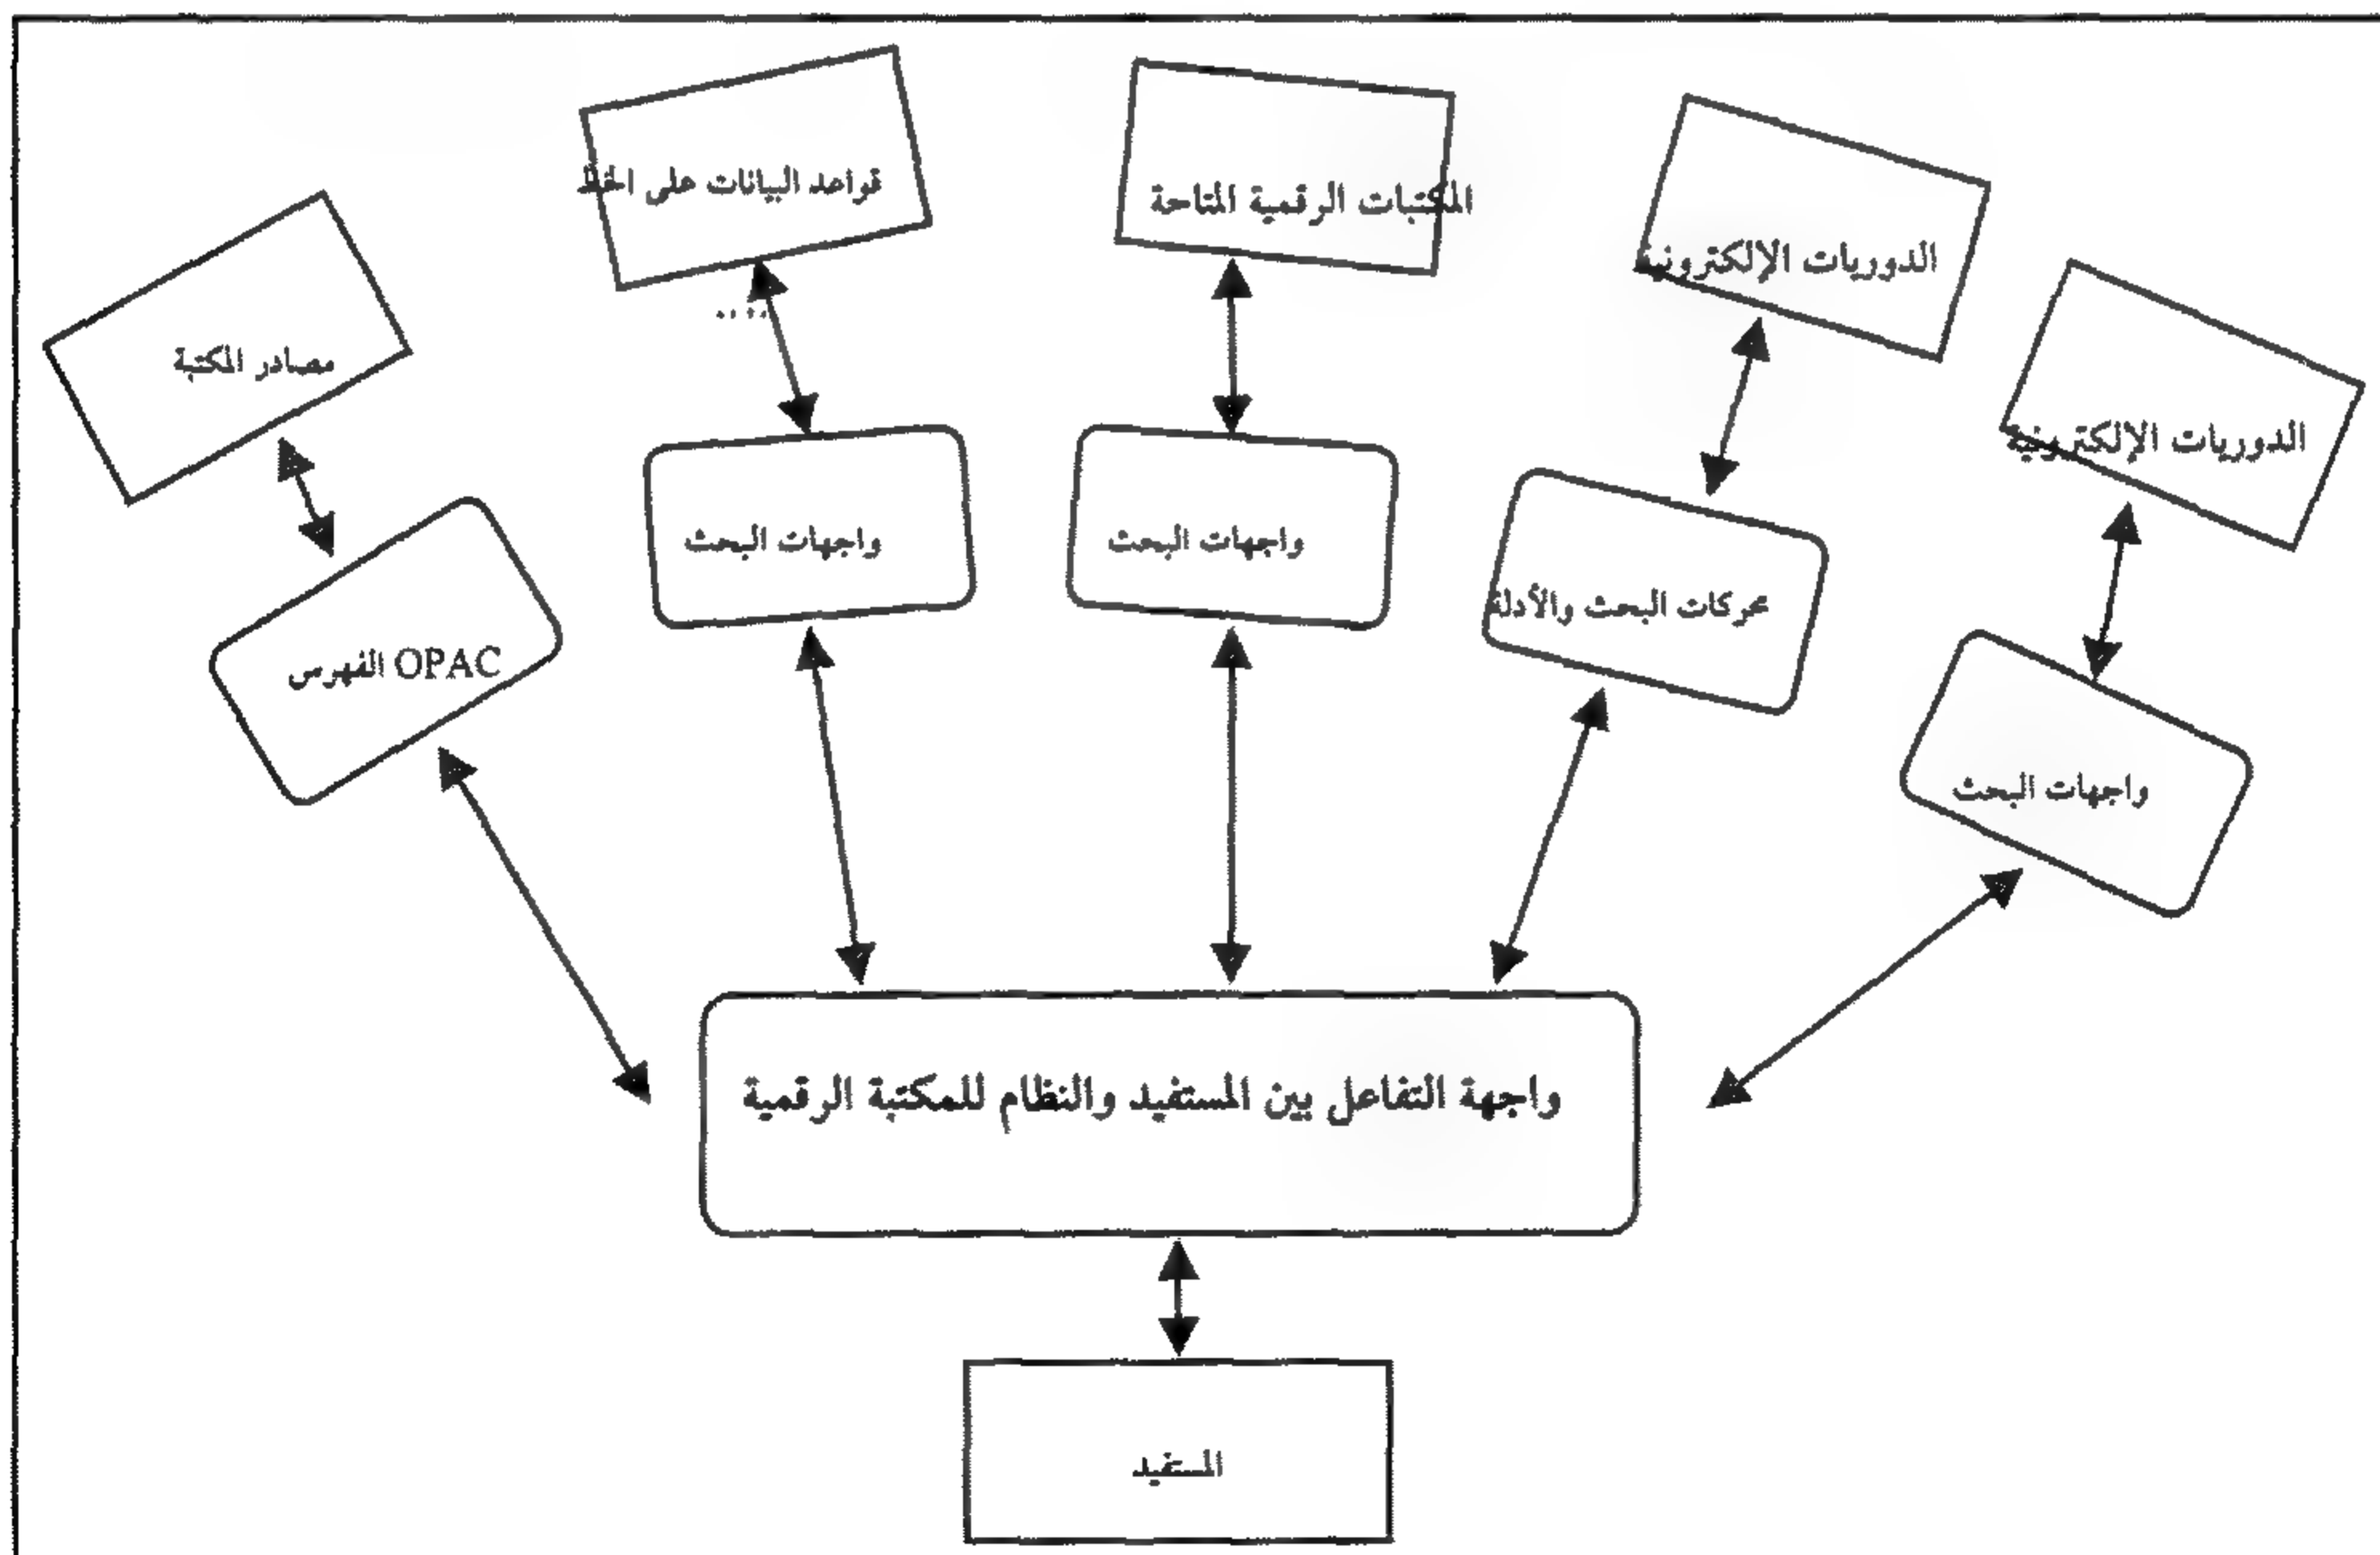 الدوريات الإلكترونية
الدوريات الإلكترونية
المكتبات الرقمية المتاحة
قواعد البيانات على الخط
....
مصادر المكتبة
واجهات البحث
محركات البحث والأدلة
واجهات البحث
واجهات البحث
الفهرس OPAC
واجهة التفاعل بين المستفيد والنظام للمكتبة الرقمية
المستفيد